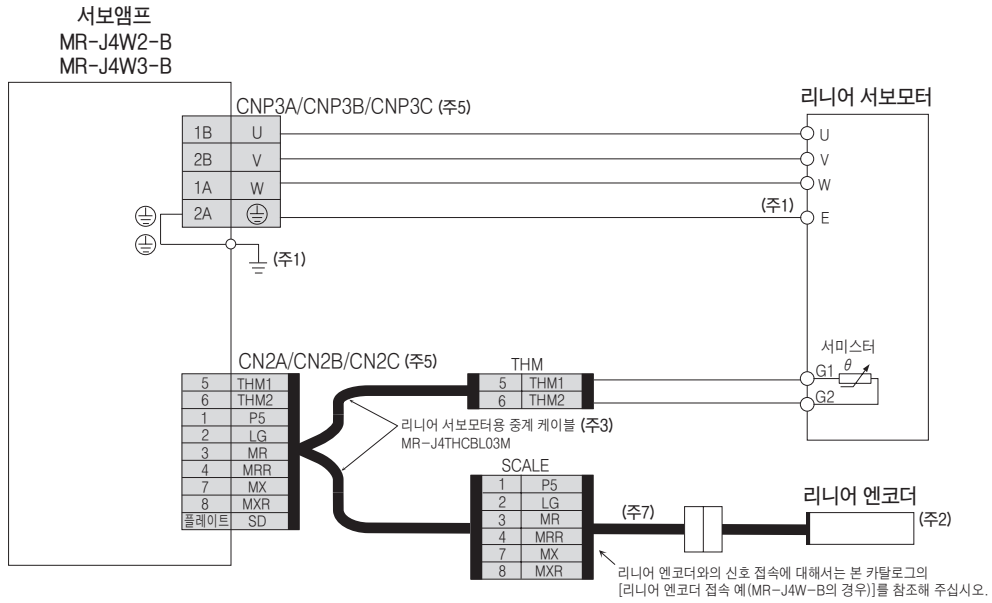 서보앰프
MR-J4W2-B
MR-J4W3-B
CNP3A/CNP3B/CNP3C (주5)
1B U
2B V
1A W
2A
(주1)
리니어 서보모터
U
V
W
(주1) E
서미스터
G1 θ
G2
CN2A/CN2B/CN2C (주5)
5 THM1
6 THM2
1 P5
2 LG
3 MR
4 MRR
7 MX
8 MXR
플레이트 SD
THM
5 THM1
6 THM2
리니어 서보모터용 중계 케이블 (주3)
MR-J4THCBL03M
SCALE
1 P5
2 LG
3 MR
4 MRR
7 MX
8 MXR
(주7)
리니어 엔코더
(주2)
리니어 엔코더와의 신호 접속에 대해서는 본 카탈로그의
[리니어 엔코더 접속 예(MR-J4W-B의 경우)]를 참조해 주십시오.